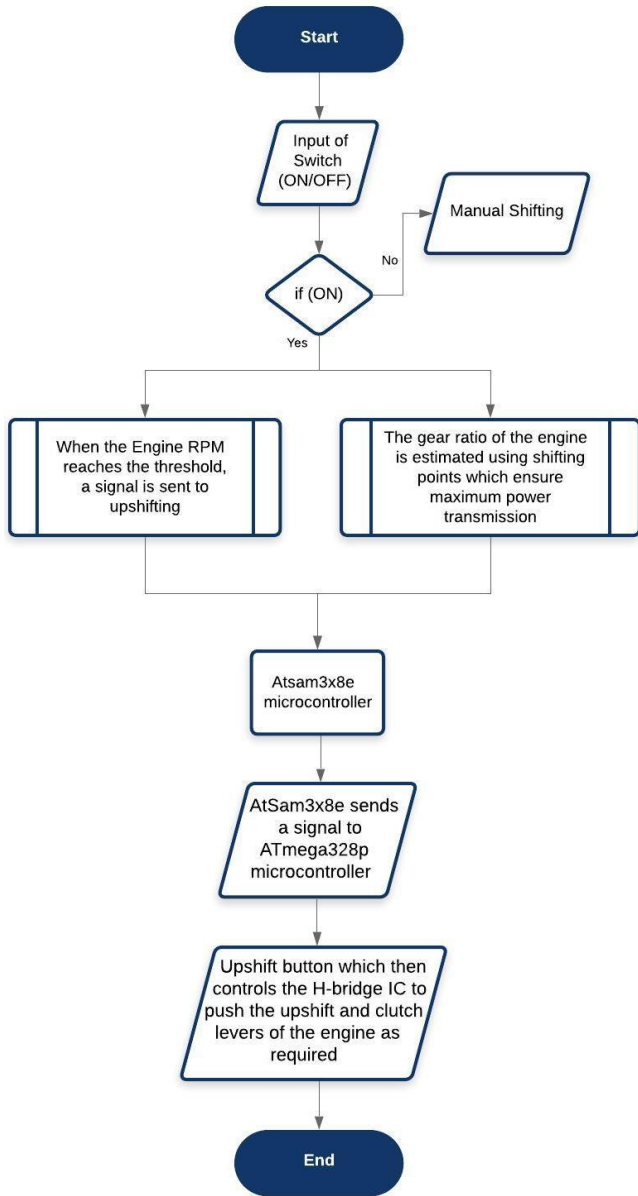 Start
Input of
Switch
(ON/OFF)
Manual Shifting
No
if (ON)
Yes
When the Engine RPM
reaches the threshold,
a signal is sent to
upshifting
The gear ratio of the engine
is estimated using shifting
points which ensure
maximum power
transmission
Atsam3x8e
microcontroller
AtSam3x8e sends
a signal to
ATmega328p
microcontroller
Upshift button which then
controls the H-bridge IC to
push the upshift and clutch
levers of the engine as
required
End